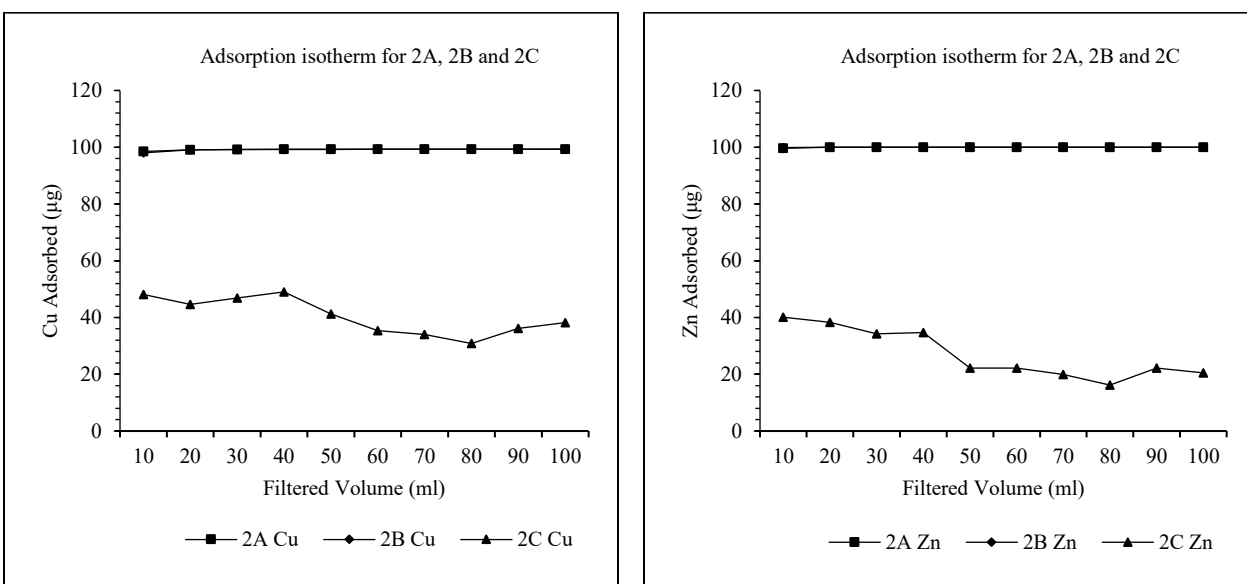 Adsorption isotherm for 2A, 2B and 2C
120
100
80
60
40
20
0
Cu Adsorbed (µg)
10 20 30 40 50 60 70 80 90 100
Filtered Volume (ml)
2A Cu 2B Cu 2C Cu
Adsorption isotherm for 2A, 2B and 2C
120
100
80
60
40
20
0
Zn Adsorbed (µg)
10 20 30 40 50 60 70 80 90 100
Filtered Volume (ml)
2A Zn 2B Zn 2C Zn